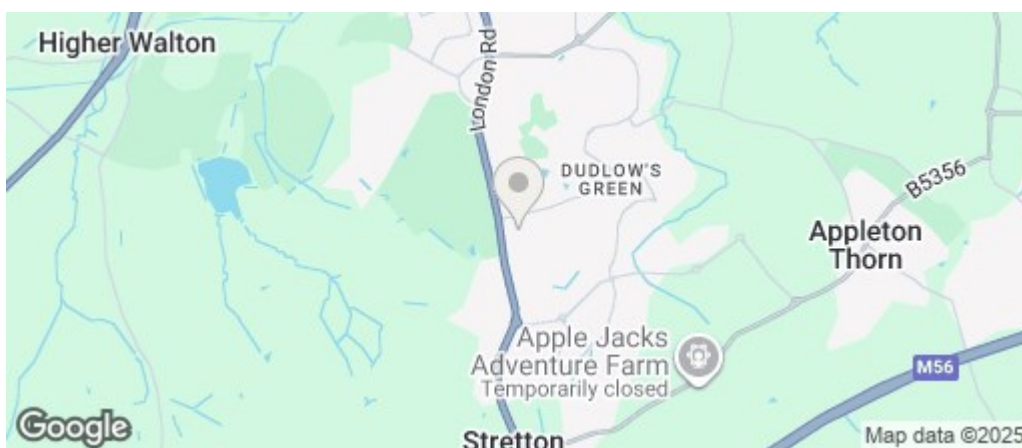 Higher Walton
London Rd
DUDLOW'S
GREEN
B5356
Appleton
Thorn
Apple Jacks
Adventure Farm
Temporarily closed
M56
Stretton
Google
Map data ©2025